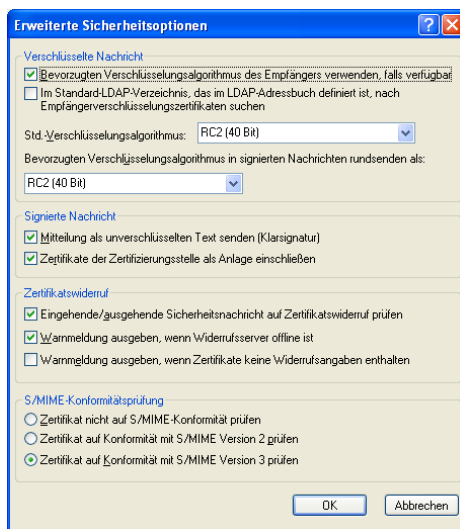 Erweiterte Sicherheitsoptionen
Verschlüsselte Nachricht
Bevorzugten Verschlüsselungsalgorithmus des Empfängers verwenden, falls verfügbar
Im Standard-LDAP-Verzeichnis, das im LDAP-Adressbuch definiert ist, nach
Empfängerverschlüsselungszertifikaten suchen
Std.-Verschlüsselungsalgorithmus: RC2 (40 Bit)
Bevorzugten Verschlüsselungsalgorithmus in signierten Nachrichten rundsenden als:
RC2 (40 Bit)
Signierte Nachricht
Mitteilung als unverschlüsselten Text senden (Klarsignatur)
Zertifikate der Zertifizierungsstelle als Anlage einschließen
Zertifikatswiderruf
Eingehende/ausgehende Sicherheitsnachricht auf Zertifikatswiderruf prüfen
Warnmeldung ausgeben, wenn Widerrufsserver offline ist
Warnmeldung ausgeben, wenn Zertifikate keine Widerrufsangaben enthalten
S/MIME-Konformitätsprüfung
Zertifikat nicht auf S/MIME-Konformität prüfen
Zertifikat auf Konformität mit S/MIME Version 2 prüfen
Zertifikat auf Konformität mit S/MIME Version 3 prüfen
OK Abbrechen